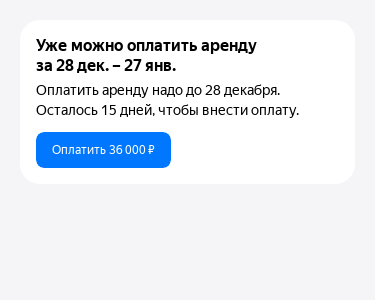 Уже можно оплатить аренду
за 28 дек. – 27 янв.
Оплатить аренду надо до 28 декабря.
Осталось 15 дней, чтобы внести оплату.
Оплатить 36 000 ₽